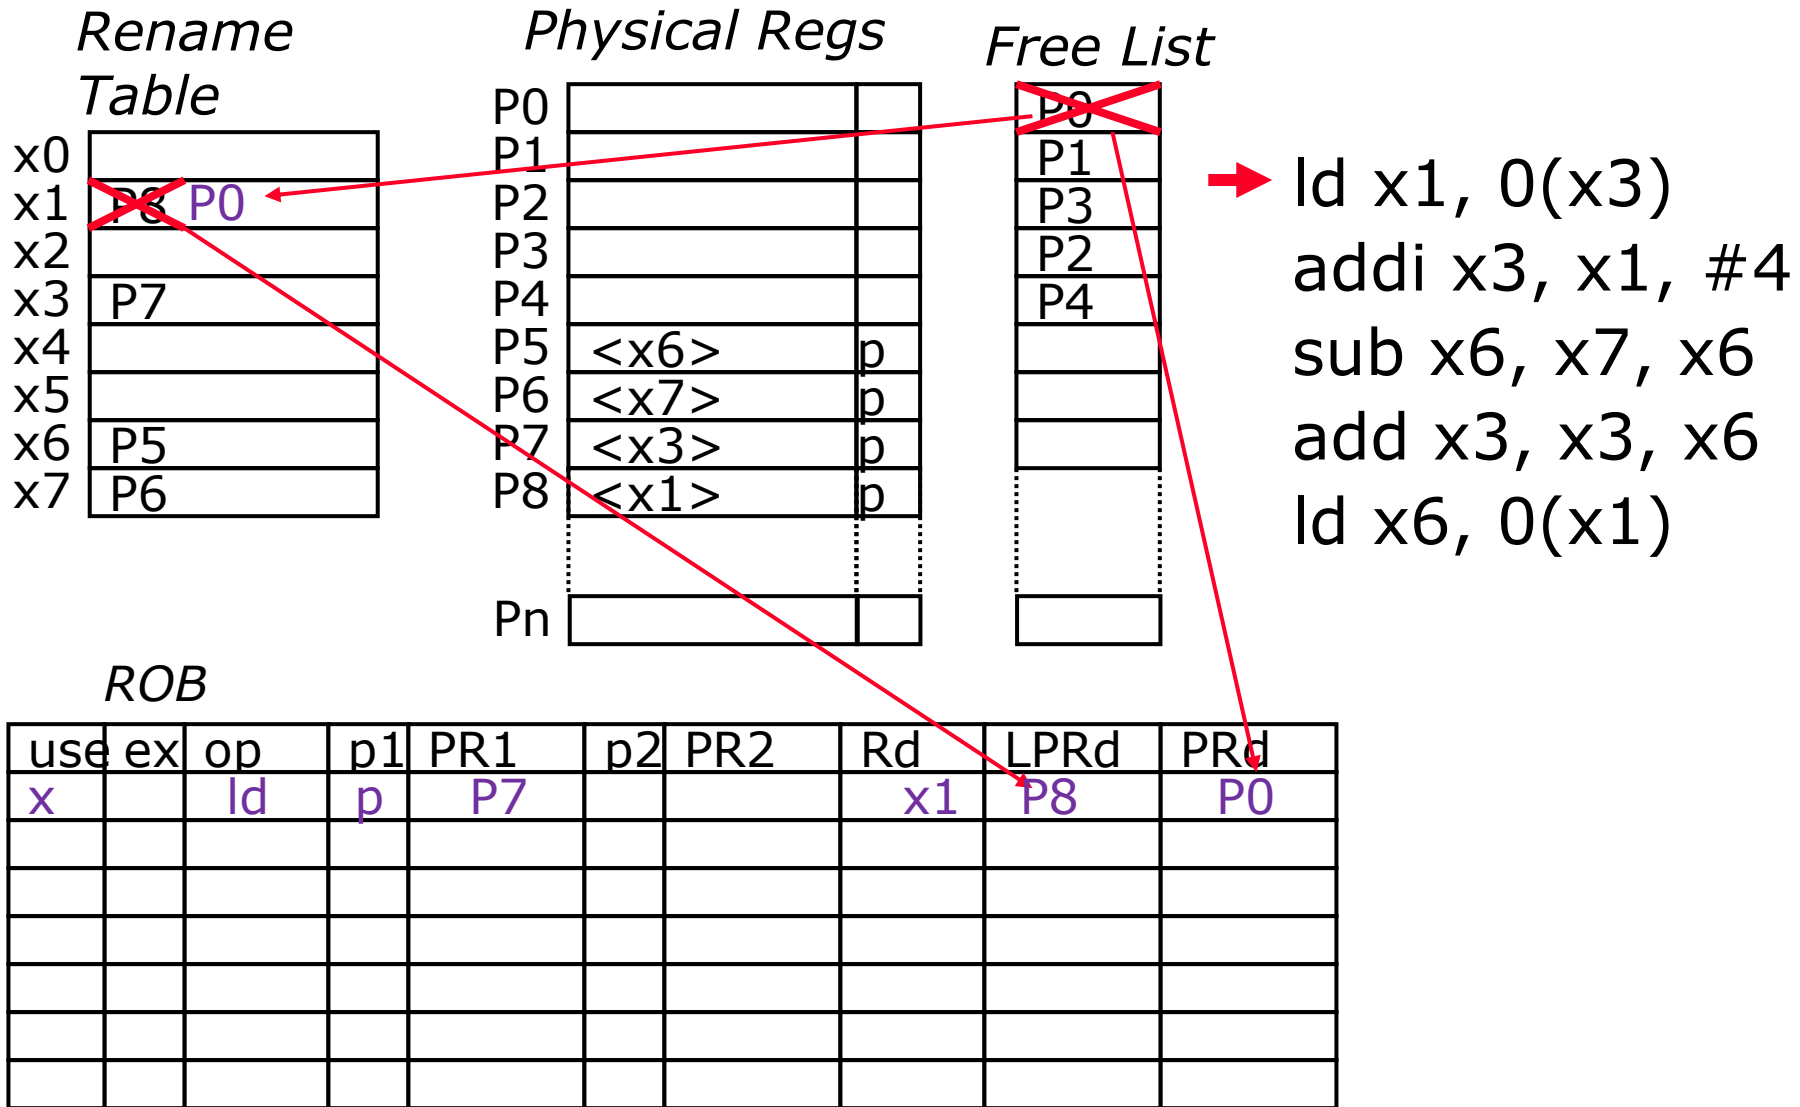 Rename
Table
Physical Regs
Free List
x0
x1 P8 P0
x2
x3 P7
x4
x5
x6 P5
x7 P6
P0
P1
P2
P3
P4
P5 <x6> p
P6 <x7> p
P7 <x3> p
P8 <x1> p
Pn
P0
P1
P3
P2
P4
ld x1, 0(x3)
addi x3, x1, #4
sub x6, x7, x6
add x3, x3, x6
ld x6, 0(x1)
ROB
use ex op p1 PR1 p2 PR2 Rd LPRd PRd
x ld p P7 x1 P8 P0